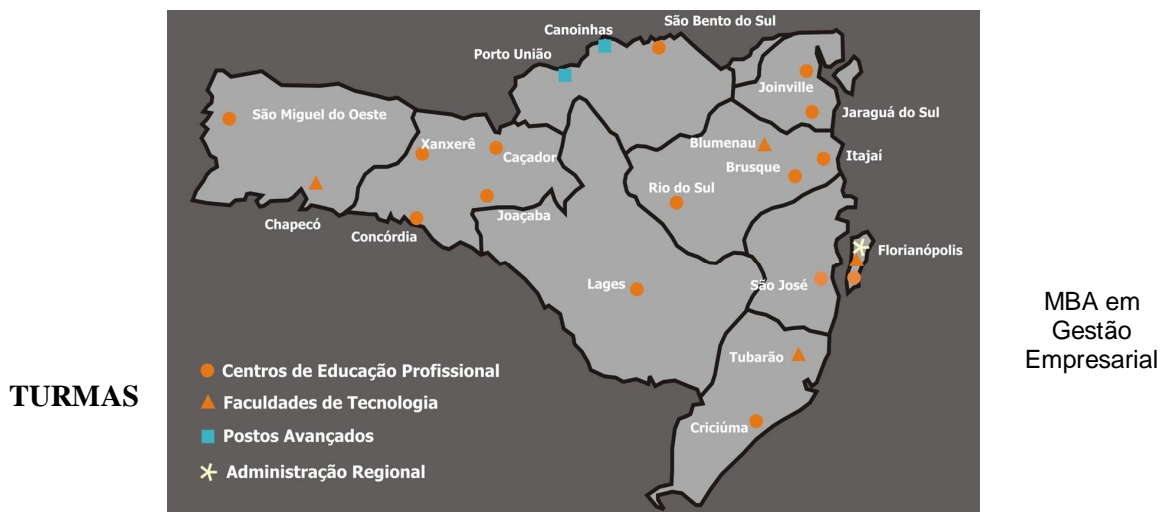 São Bento do Sul
Canoinhas
Porto União
Joinville
São Miguel do Oeste
Jaraguá do Sul
Xanxerê
Caçador
Blumenau
Itajaí
Brusque
Rio do Sul
Chapecó
Joaçaba
Concórdia
Florianópolis
Lages
São José
Tubarão
Criciúma
Centros de Educação Profissional
Faculdades de Tecnologia
Postos Avançados
Administração Regional
TURMAS
MBA em
Gestão
Empresarial